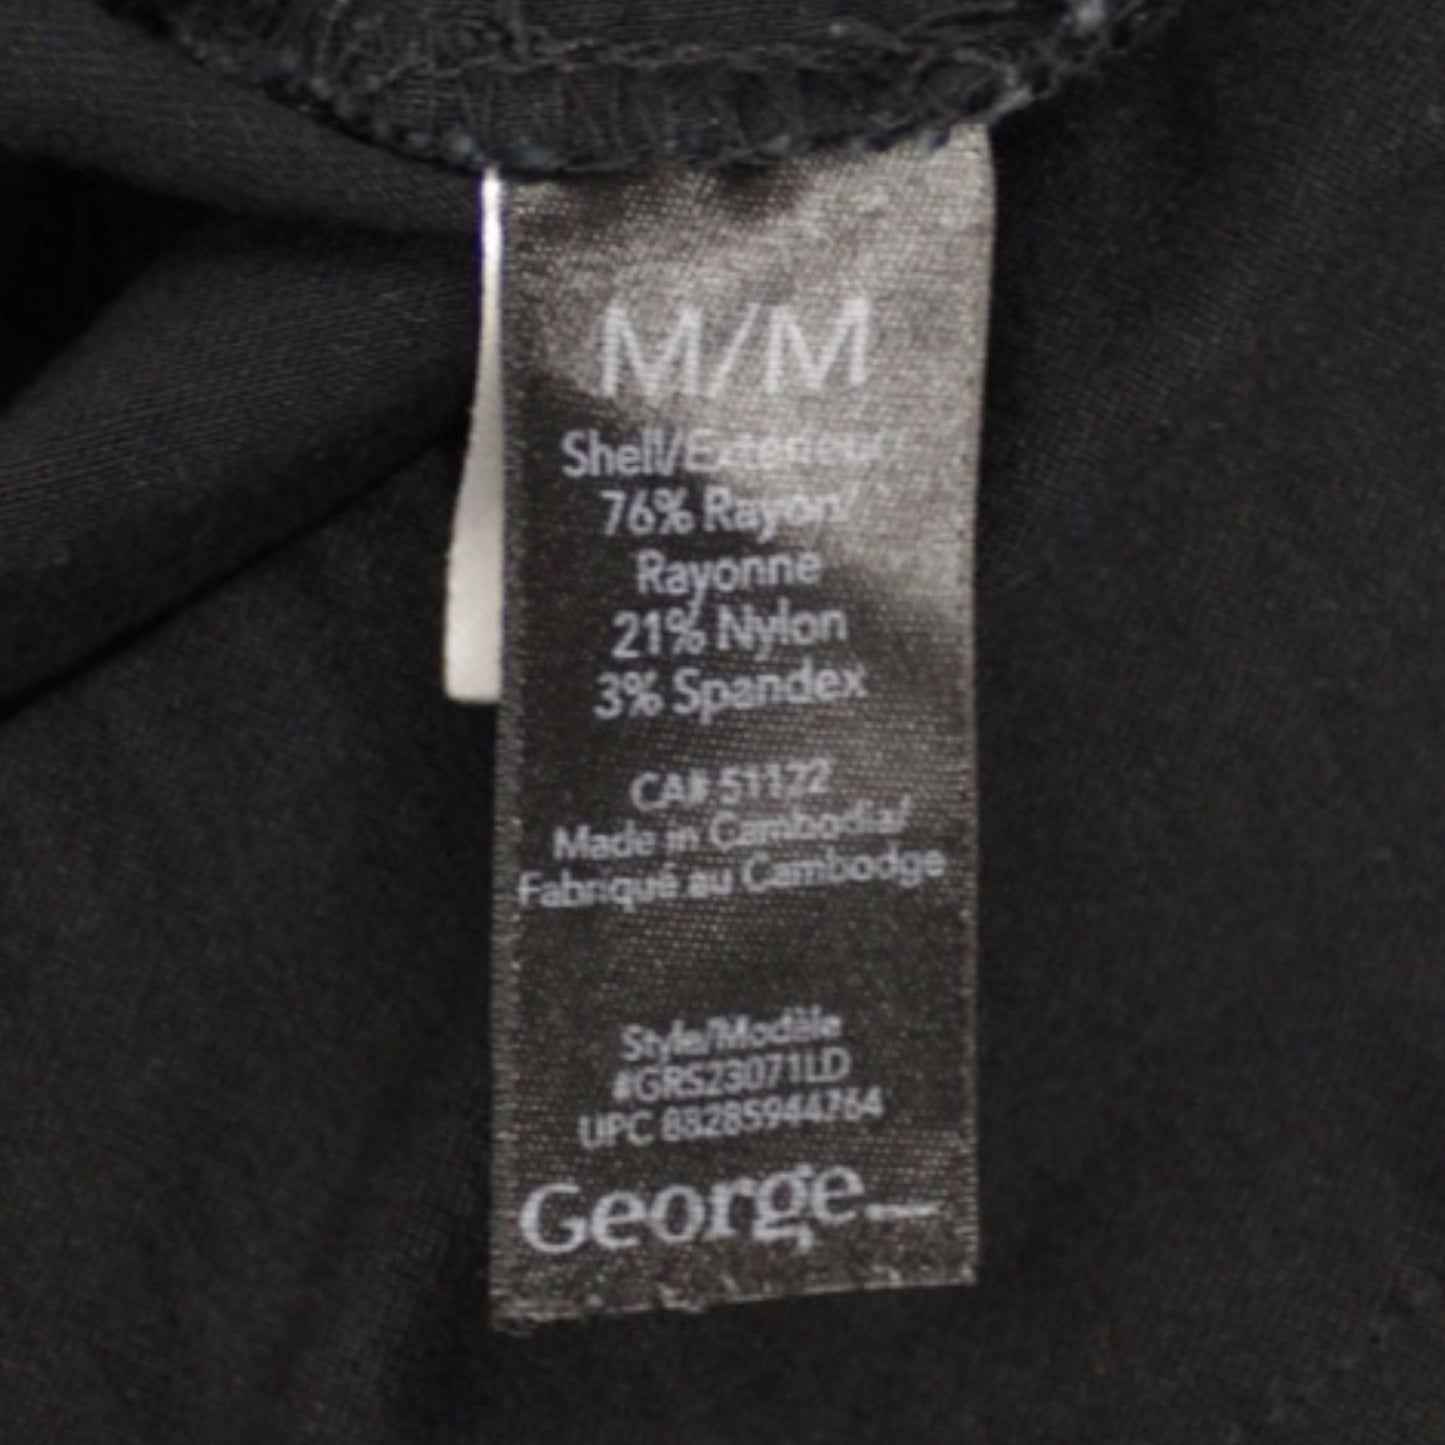 M/M
Shell/Extérieur
76% Rayon/
Rayonne
21% Nylon
3% Spandex
CA# 51122
Made in Cambodia/
Fabriqué au Cambodge
Style/Modèle
#GRS23071LD
UPC 88285944764
George